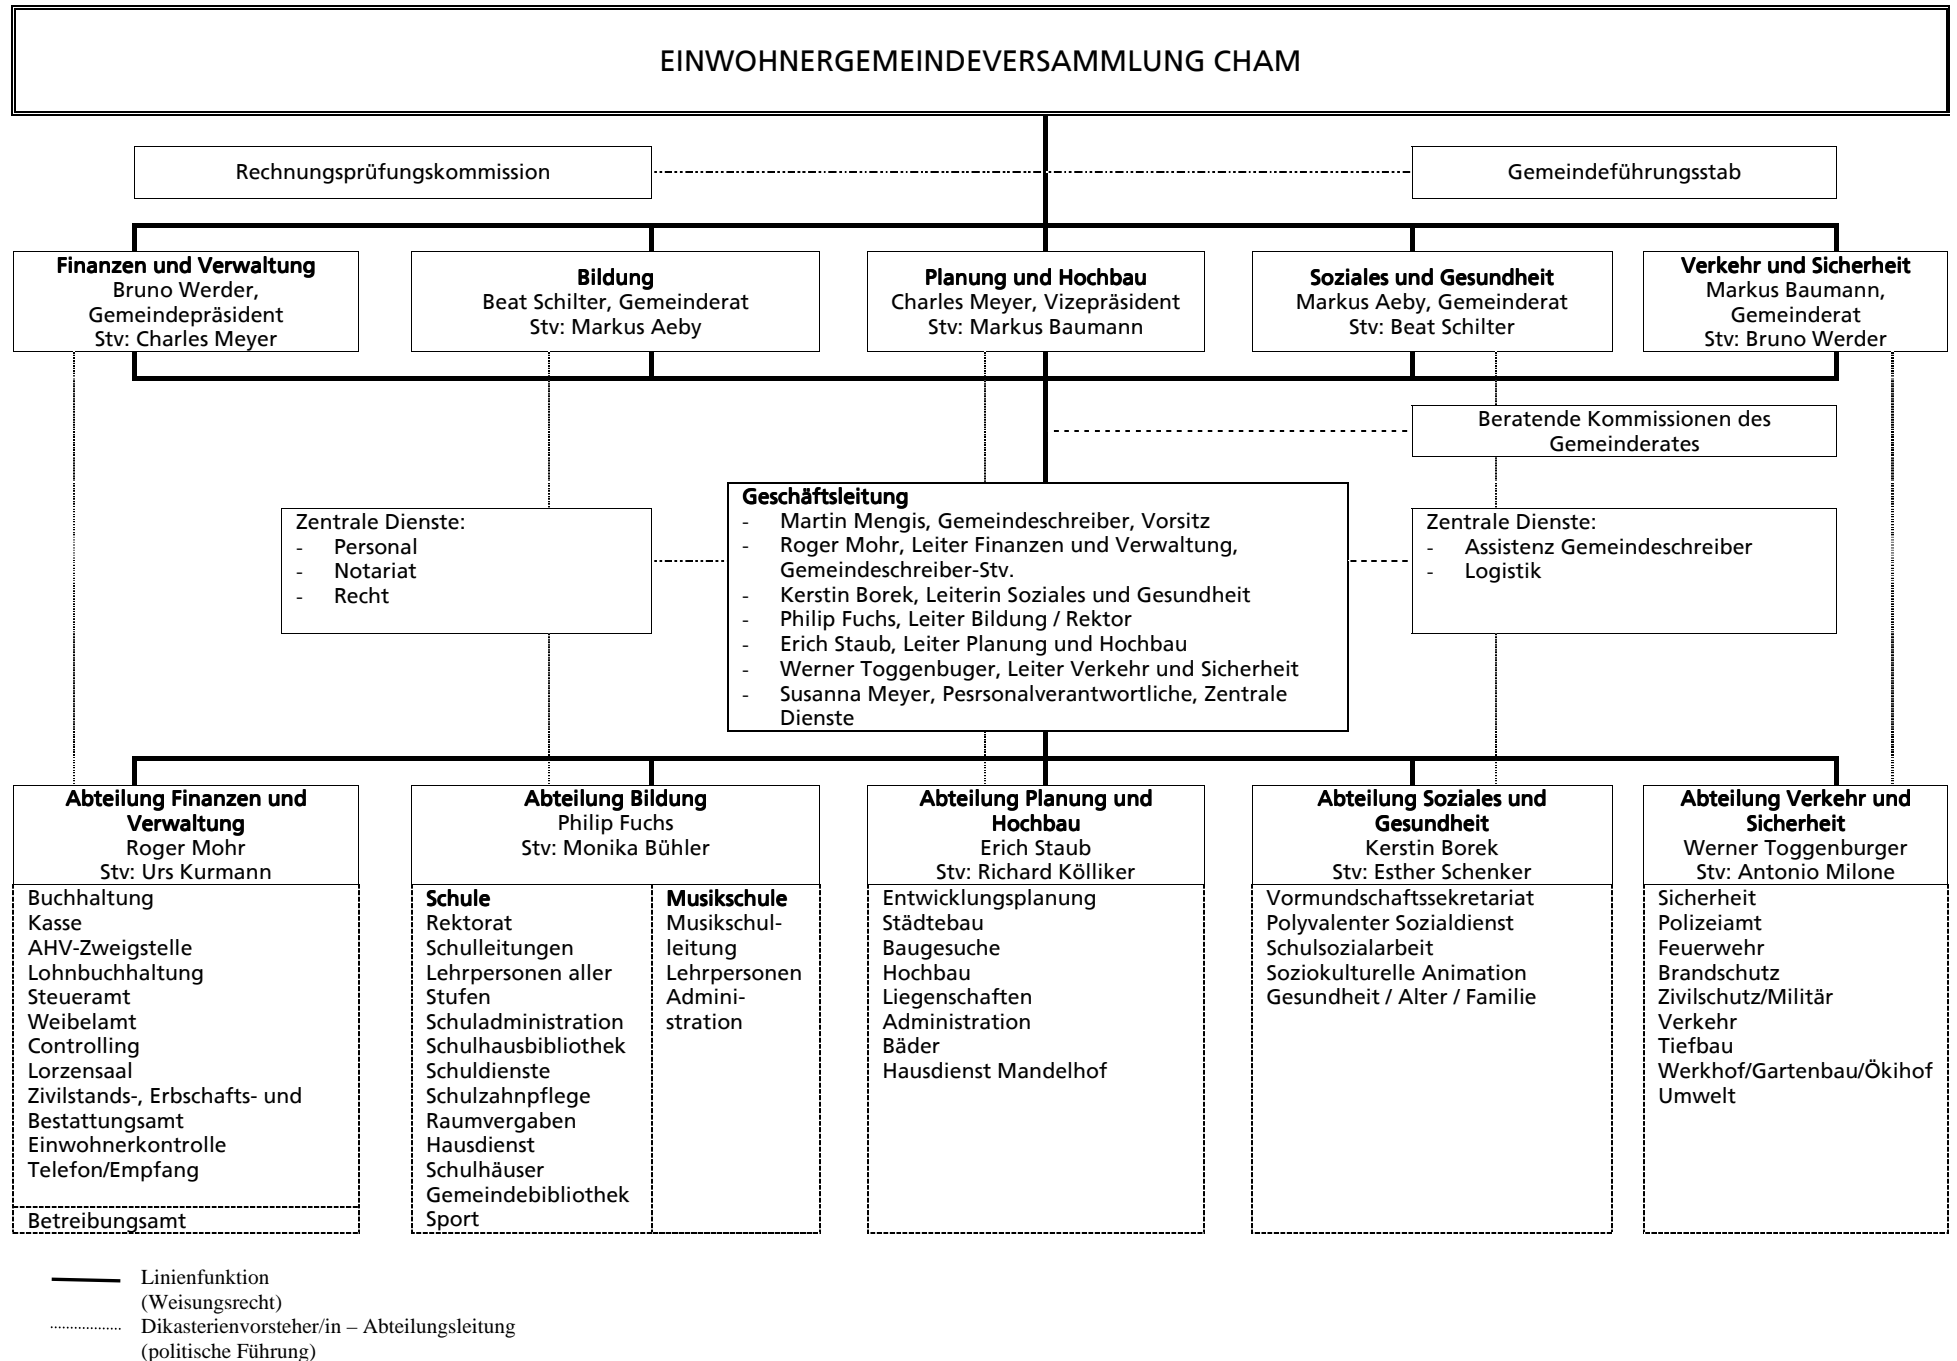 EINWOHNERGEMEINDEVERSAMMLUNG CHAM
Rechnungsprüfungskommission
Gemeindeführungsstab
Finanzen und Verwaltung
Bruno Werder,
Gemeindepräsident
Stv: Charles Meyer
Bildung
Beat Schilter, Gemeinderat
Stv: Markus Aeby
Planung und Hochbau
Charles Meyer, Vizepräsident
Stv: Markus Baumann
Soziales und Gesundheit
Markus Aeby, Gemeinderat
Stv: Beat Schilter
Verkehr und Sicherheit
Markus Baumann,
Gemeinderat
Stv: Bruno Werder
Beratende Kommissionen des
Gemeinderates
Zentrale Dienste:
- Personal
- Notariat
- Recht
Geschäftsleitung
- Martin Mengis, Gemeindeschreiber, Vorsitz
- Roger Mohr, Leiter Finanzen und Verwaltung,
Gemeindeschreiber-Stv.
- Kerstin Borek, Leiterin Soziales und Gesundheit
- Philip Fuchs, Leiter Bildung / Rektor
- Erich Staub, Leiter Planung und Hochbau
- Werner Toggenbuger, Leiter Verkehr und Sicherheit
- Susanna Meyer, Pesrsonalverantwortliche, Zentrale
Dienste
Zentrale Dienste:
- Assistenz Gemeindeschreiber
- Logistik
Abteilung Finanzen und
Verwaltung
Roger Mohr
Stv: Urs Kurmann
Buchhaltung
Kasse
AHV-Zweigstelle
Lohnbuchhaltung
Steueramt
Weibelamt
Controlling
Lorzensaal
Zivilstands-, Erbschafts- und
Bestattungsamt
Einwohnerkontrolle
Telefon/Empfang
Betreibungsamt
Abteilung Bildung
Philip Fuchs
Stv: Monika Bühler
Schule
Rektorat
Schulleitungen
Lehrpersonen aller
Stufen
Schuladministration
Schulhausbibliothek
Schuldienste
Schulzahnpflege
Raumvergaben
Hausdienst
Schulhäuser
Gemeindebibliothek
Sport
Musikschule
Musikschul-
leitung
Lehrpersonen
Admini-
stration
Abteilung Planung und
Hochbau
Erich Staub
Stv: Richard Kölliker
Entwicklungsplanung
Städtebau
Baugesuche
Hochbau
Liegenschaften
Administration
Bäder
Hausdienst Mandelhof
Abteilung Soziales und
Gesundheit
Kerstin Borek
Stv: Esther Schenker
Vormundschaftssekretariat
Polyvalenter Sozialdienst
Schulsozialarbeit
Soziokulturelle Animation
Gesundheit / Alter / Familie
Abteilung Verkehr und
Sicherheit
Werner Toggenburger
Stv: Antonio Milone
Sicherheit
Polizeiamt
Feuerwehr
Brandschutz
Zivilschutz/Militär
Verkehr
Tiefbau
Werkhof/Gartenbau/Ökihof
Umwelt
Linienfunktion
(Weisungsrecht)
Dikasterienvorsteher/in – Abteilungsleitung
(politische Führung)